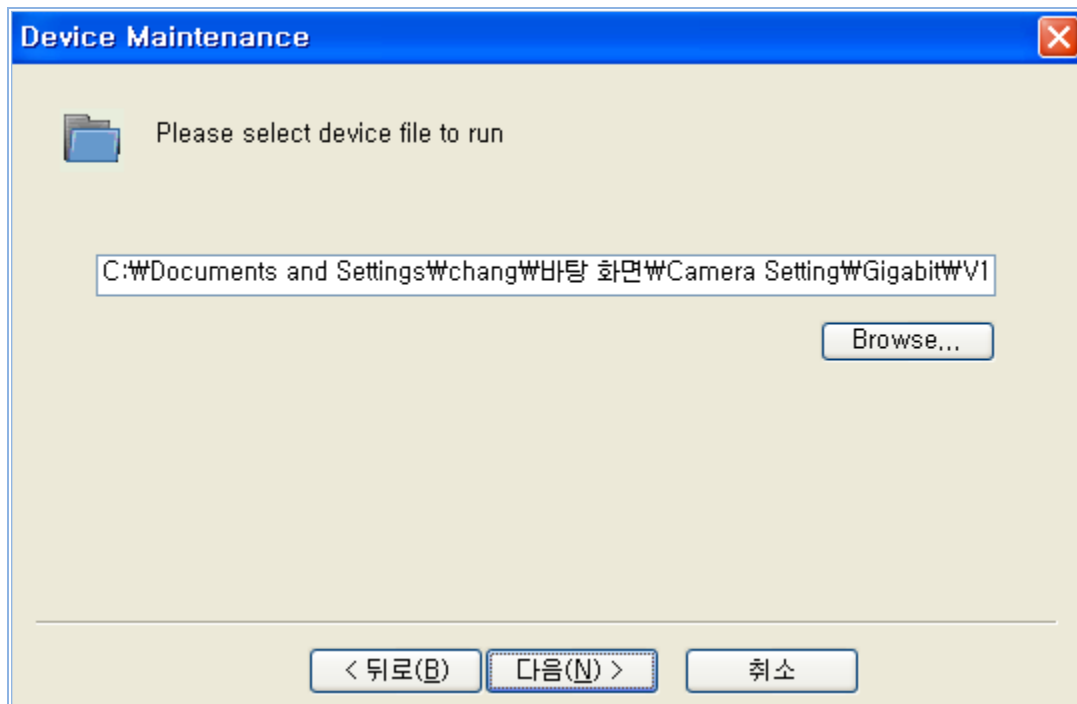 Device Maintenance
Please select device file to run
C:₩Documents and Settings₩chang₩바탕 화면₩Camera Setting₩Gigabit₩V1
Browse...
< 뒤로(B) 다음(N) > 취소